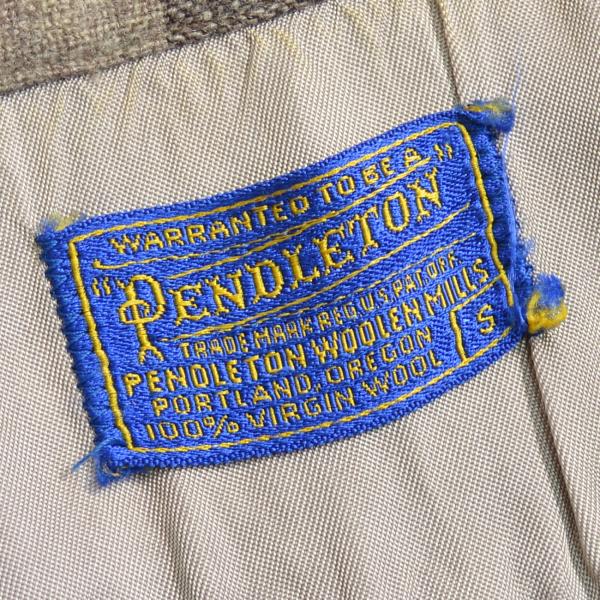 WARRANTED TO BE A
"PENDLETON"
TRADE MARK REG. U.S. PAT. OFF.
PENDLETON WOOLEN MILLS
PORTLAND, OREGON
100% VIRGIN WOOL
S